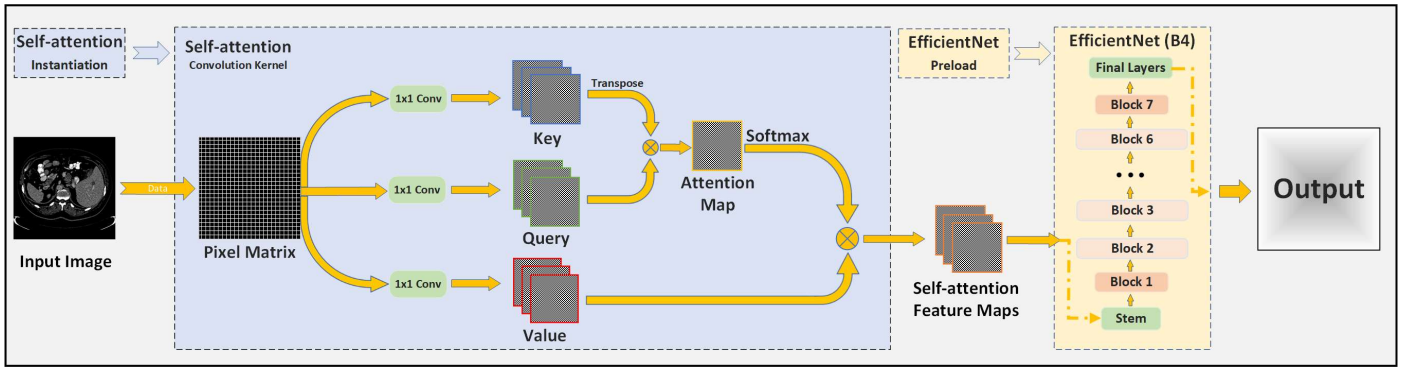 Self-attention
Instantiation
Self-attention
Convolution Kernel
EfficientNet
Preload
EfficientNet (B4)
Input Image
Data
Pixel Matrix
1x1 Conv
1x1 Conv
1x1 Conv
Key
Query
Value
Transpose
Attention
Map
Softmax
Self-attention
Feature Maps
Final Layers
Block 7
Block 6
•••
Block 3
Block 2
Block 1
Stem
Output